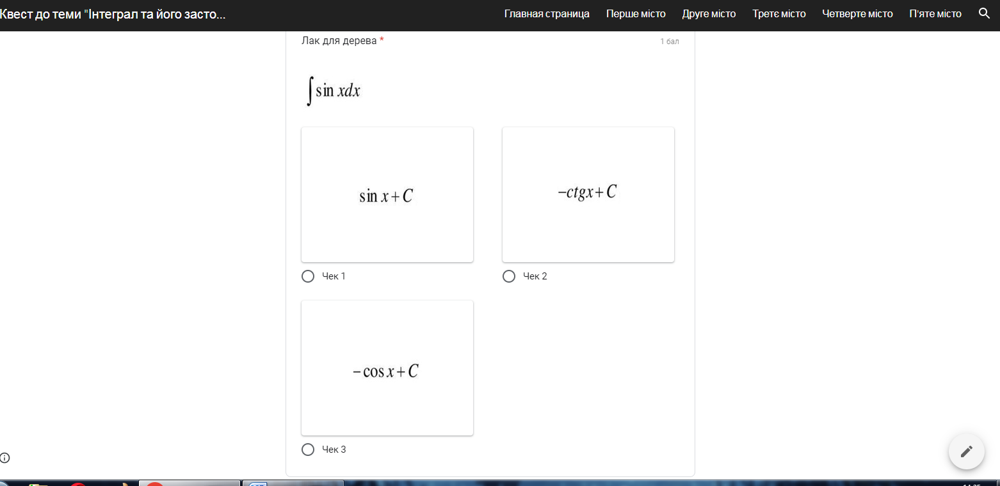 Квест до теми "Інтеграл та його засто...
Главная страница Перше місто Друге місто Третє місто Четверте місто П'яте місто
Лак для дерева * 1 бал
∫sin xdx
sin x+C -ctgx+C
Чек 1 Чек 2
-cos x+C
Чек 3